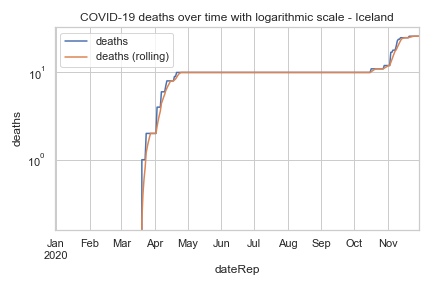 COVID-19 deaths over time with logarithmic scale - Iceland
deaths
deaths (rolling)
10¹
10⁰
deaths
Jan Feb Mar Apr May Jun Jul Aug Sep Oct Nov
2020
dateRep